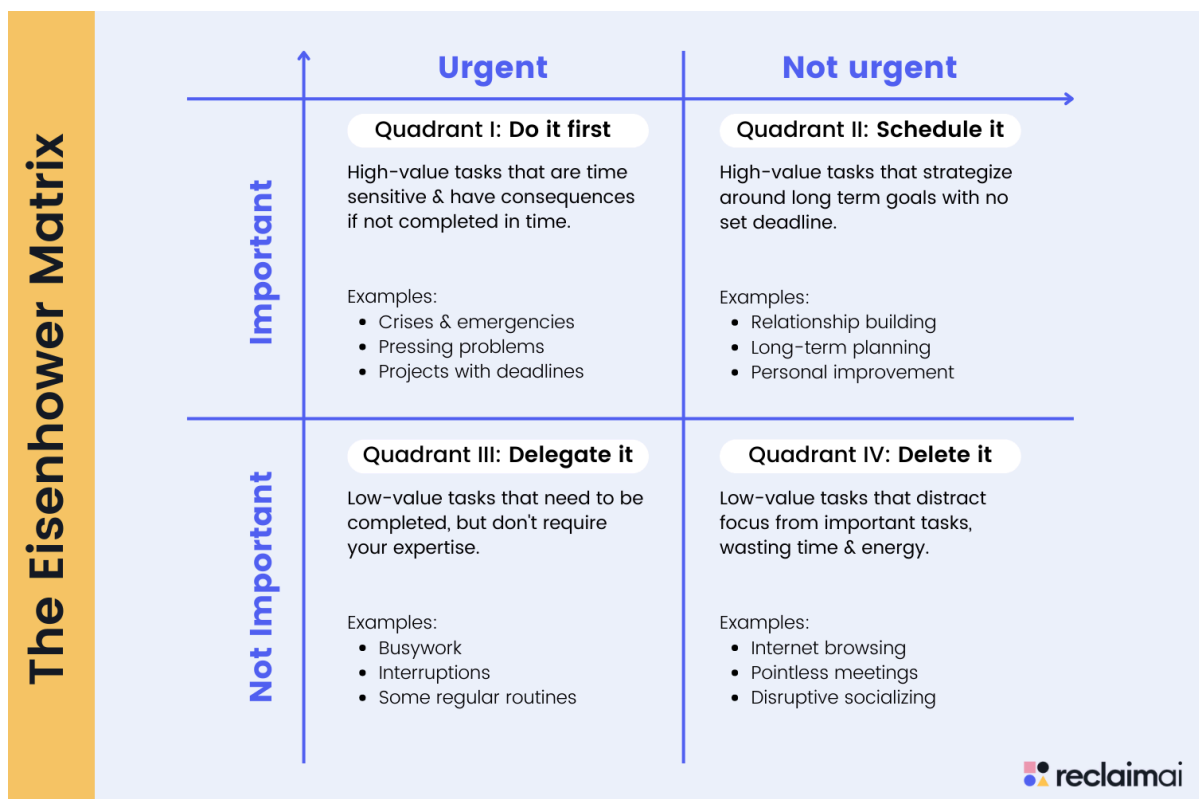 The Eisenhower Matrix
Urgent
Not urgent
Important
Quadrant I: Do it first
High-value tasks that are time
sensitive & have consequences
if not completed in time.
Examples:
• Crises & emergencies
• Pressing problems
• Projects with deadlines
Quadrant II: Schedule it
High-value tasks that strategize
around long term goals with no
set deadline.
Examples:
• Relationship building
• Long-term planning
• Personal improvement
Not Important
Quadrant III: Delegate it
Low-value tasks that need to be
completed, but don't require
your expertise.
Examples:
• Busywork
• Interruptions
• Some regular routines
Quadrant IV: Delete it
Low-value tasks that distract
focus from important tasks,
wasting time & energy.
Examples:
• Internet browsing
• Pointless meetings
• Disruptive socializing
reclaimai